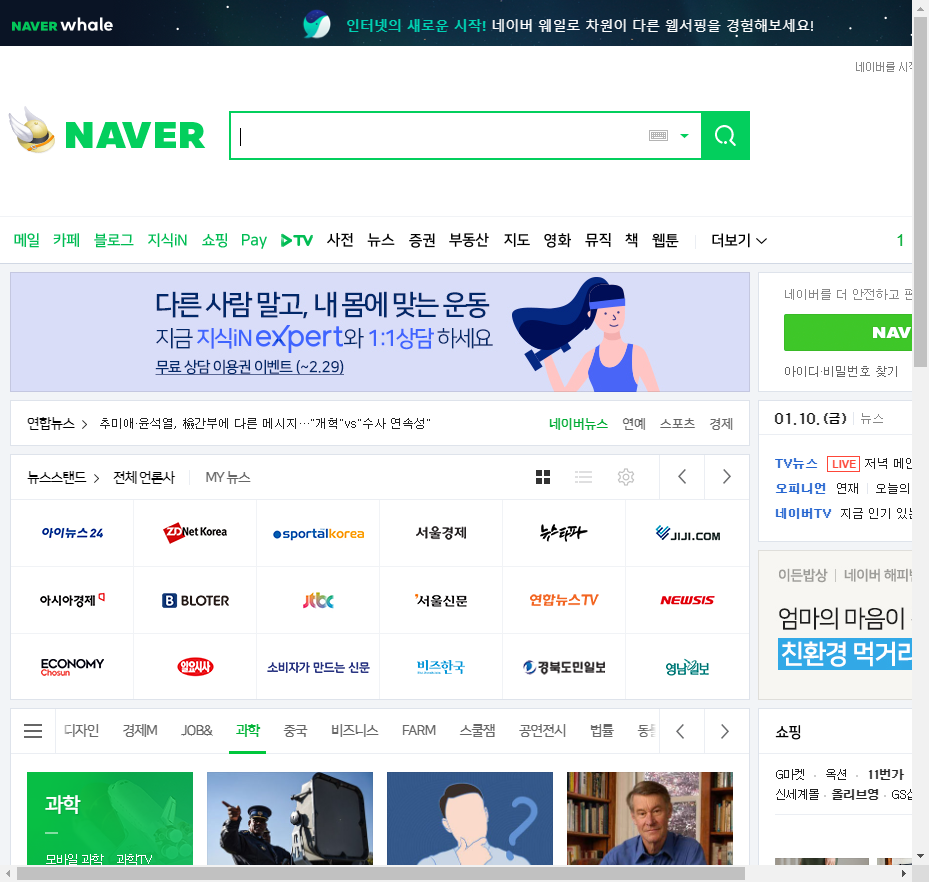 NAVER whale
인터넷의 새로운 시작! 네이버 웨일로 차원이 다른 웹서핑을 경험해보세요!
네이버를 시작
NAVER
메일 카페 블로그 지식iN 쇼핑 Pay TV 사전 뉴스 증권 부동산 지도 영화 뮤직 책 웹툰 더보기 1
다른 사람 말고, 내 몸에 맞는 운동
지금 지식iN eXpert와 1:1상담 하세요
무료 상담 이용권 이벤트 (~2.29)
네이버를 더 안전하고 편
NAV
아이디·비밀번호 찾기
연합뉴스 추미애·윤석열, 檢간부에 다른 메시지…"개혁"vs"수사 연속성"
네이버뉴스 연예 스포츠 경제
01.10.(금) 뉴스
TV뉴스 LIVE 저녁 메인
오피니언 연재 오늘의
네이버TV 지금 인기 있는
뉴스스탠드 전체 언론사 MY 뉴스
아이뉴스24 ZDNet Korea sportalkorea 서울경제 뉴스타파 JIJI.COM
아시아경제 BLOTER Jtbc 서울신문 연합뉴스TV NEWSIS
ECONOMY Chosun 일요시사 소비자가 만드는 신문 비즈한국 경북도민일보 영남일보
이든밥상 네이버 해피빈
엄마의 마음이
친환경 먹거리
디자인 경제M JOB& 과학 중국 비즈니스 FARM 스쿨잼 공연전시 법률 동물
과학
모바일 과학 과학TV
쇼핑
G마켓 · 옥션 · 11번가
신세계몰 · 올리브영 · GS샵